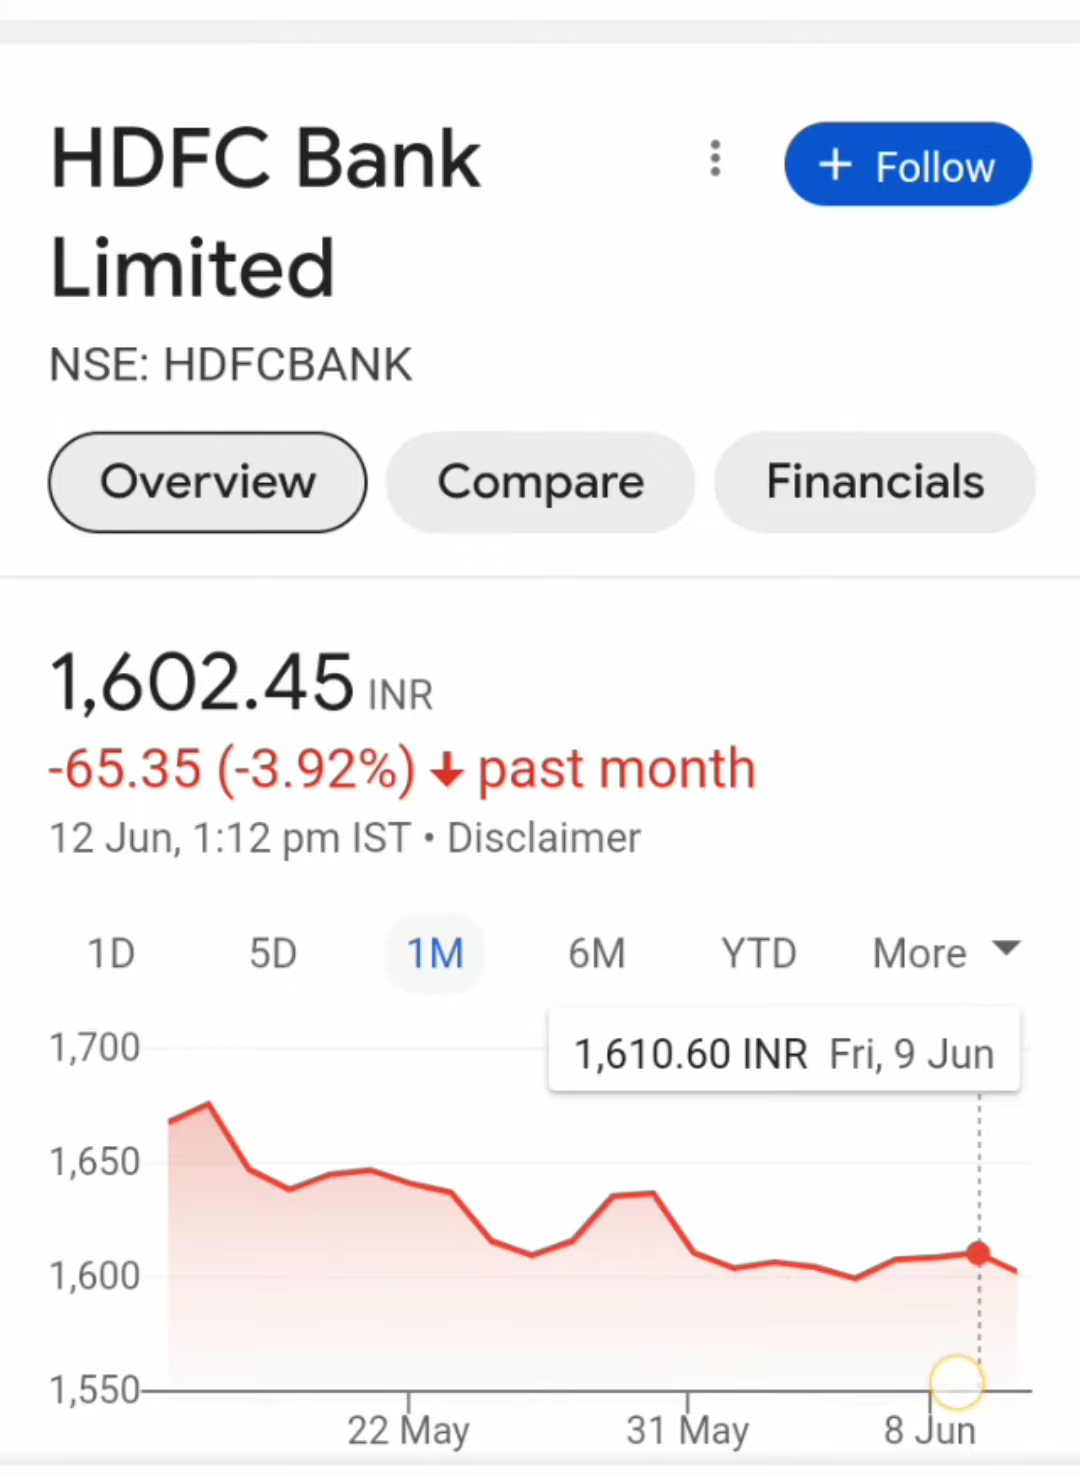 HDFC Bank
Limited
+ Follow
NSE: HDFCBANK
Overview
Compare
Financials
1,602.45 INR
-65.35 (-3.92%) ↓ past month
12 Jun, 1:12 pm IST • Disclaimer
1D 5D 1M 6M YTD More
1,610.60 INR Fri, 9 Jun
1,700
1,650
1,600
1,550
22 May 31 May 8 Jun